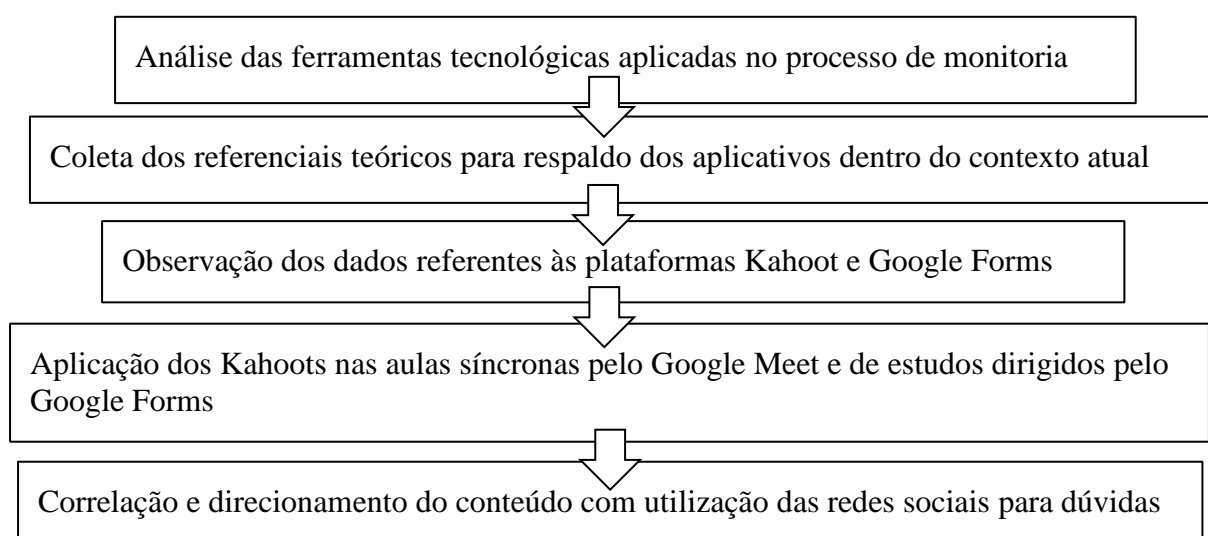 Análise das ferramentas tecnológicas aplicadas no processo de monitoria
Coleta dos referenciais teóricos para respaldo dos aplicativos dentro do contexto atual
Observação dos dados referentes às plataformas Kahoot e Google Forms
Aplicação dos Kahoots nas aulas síncronas pelo Google Meet e de estudos dirigidos pelo
Google Forms
Correlação e direcionamento do conteúdo com utilização das redes sociais para dúvidas